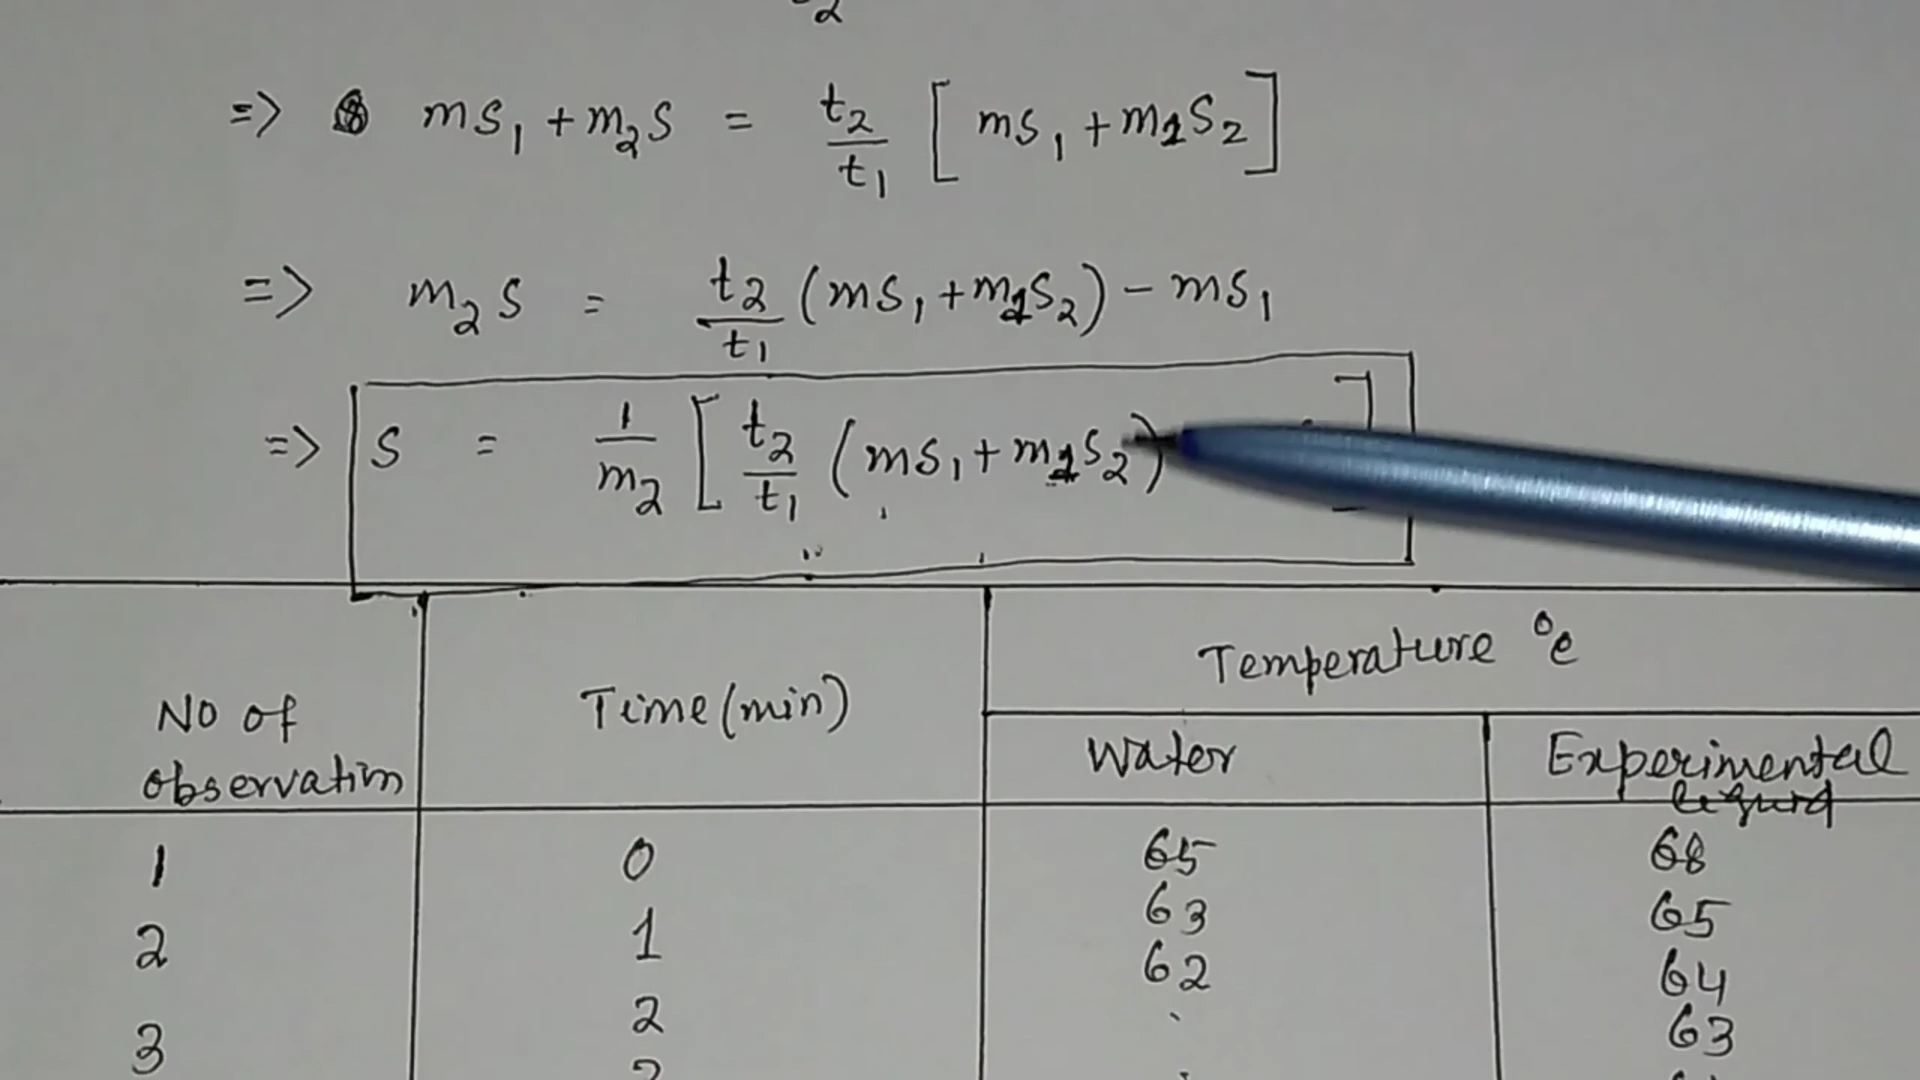 2
=> mS₁ + m₂S = t₂/t₁ [ mS₁ + m₁S₂ ]
=> m₂S = t₂/t₁ (mS₁ + m₁S₂) - mS₁
=> S = 1/m₂ [ t₂/t₁ (mS₁ + m₁S₂) ]
Temperature °c
No of observation Time (min) Water Experimental liquid
1 0 65 68
2 1 63 65
3 2 62 64
63